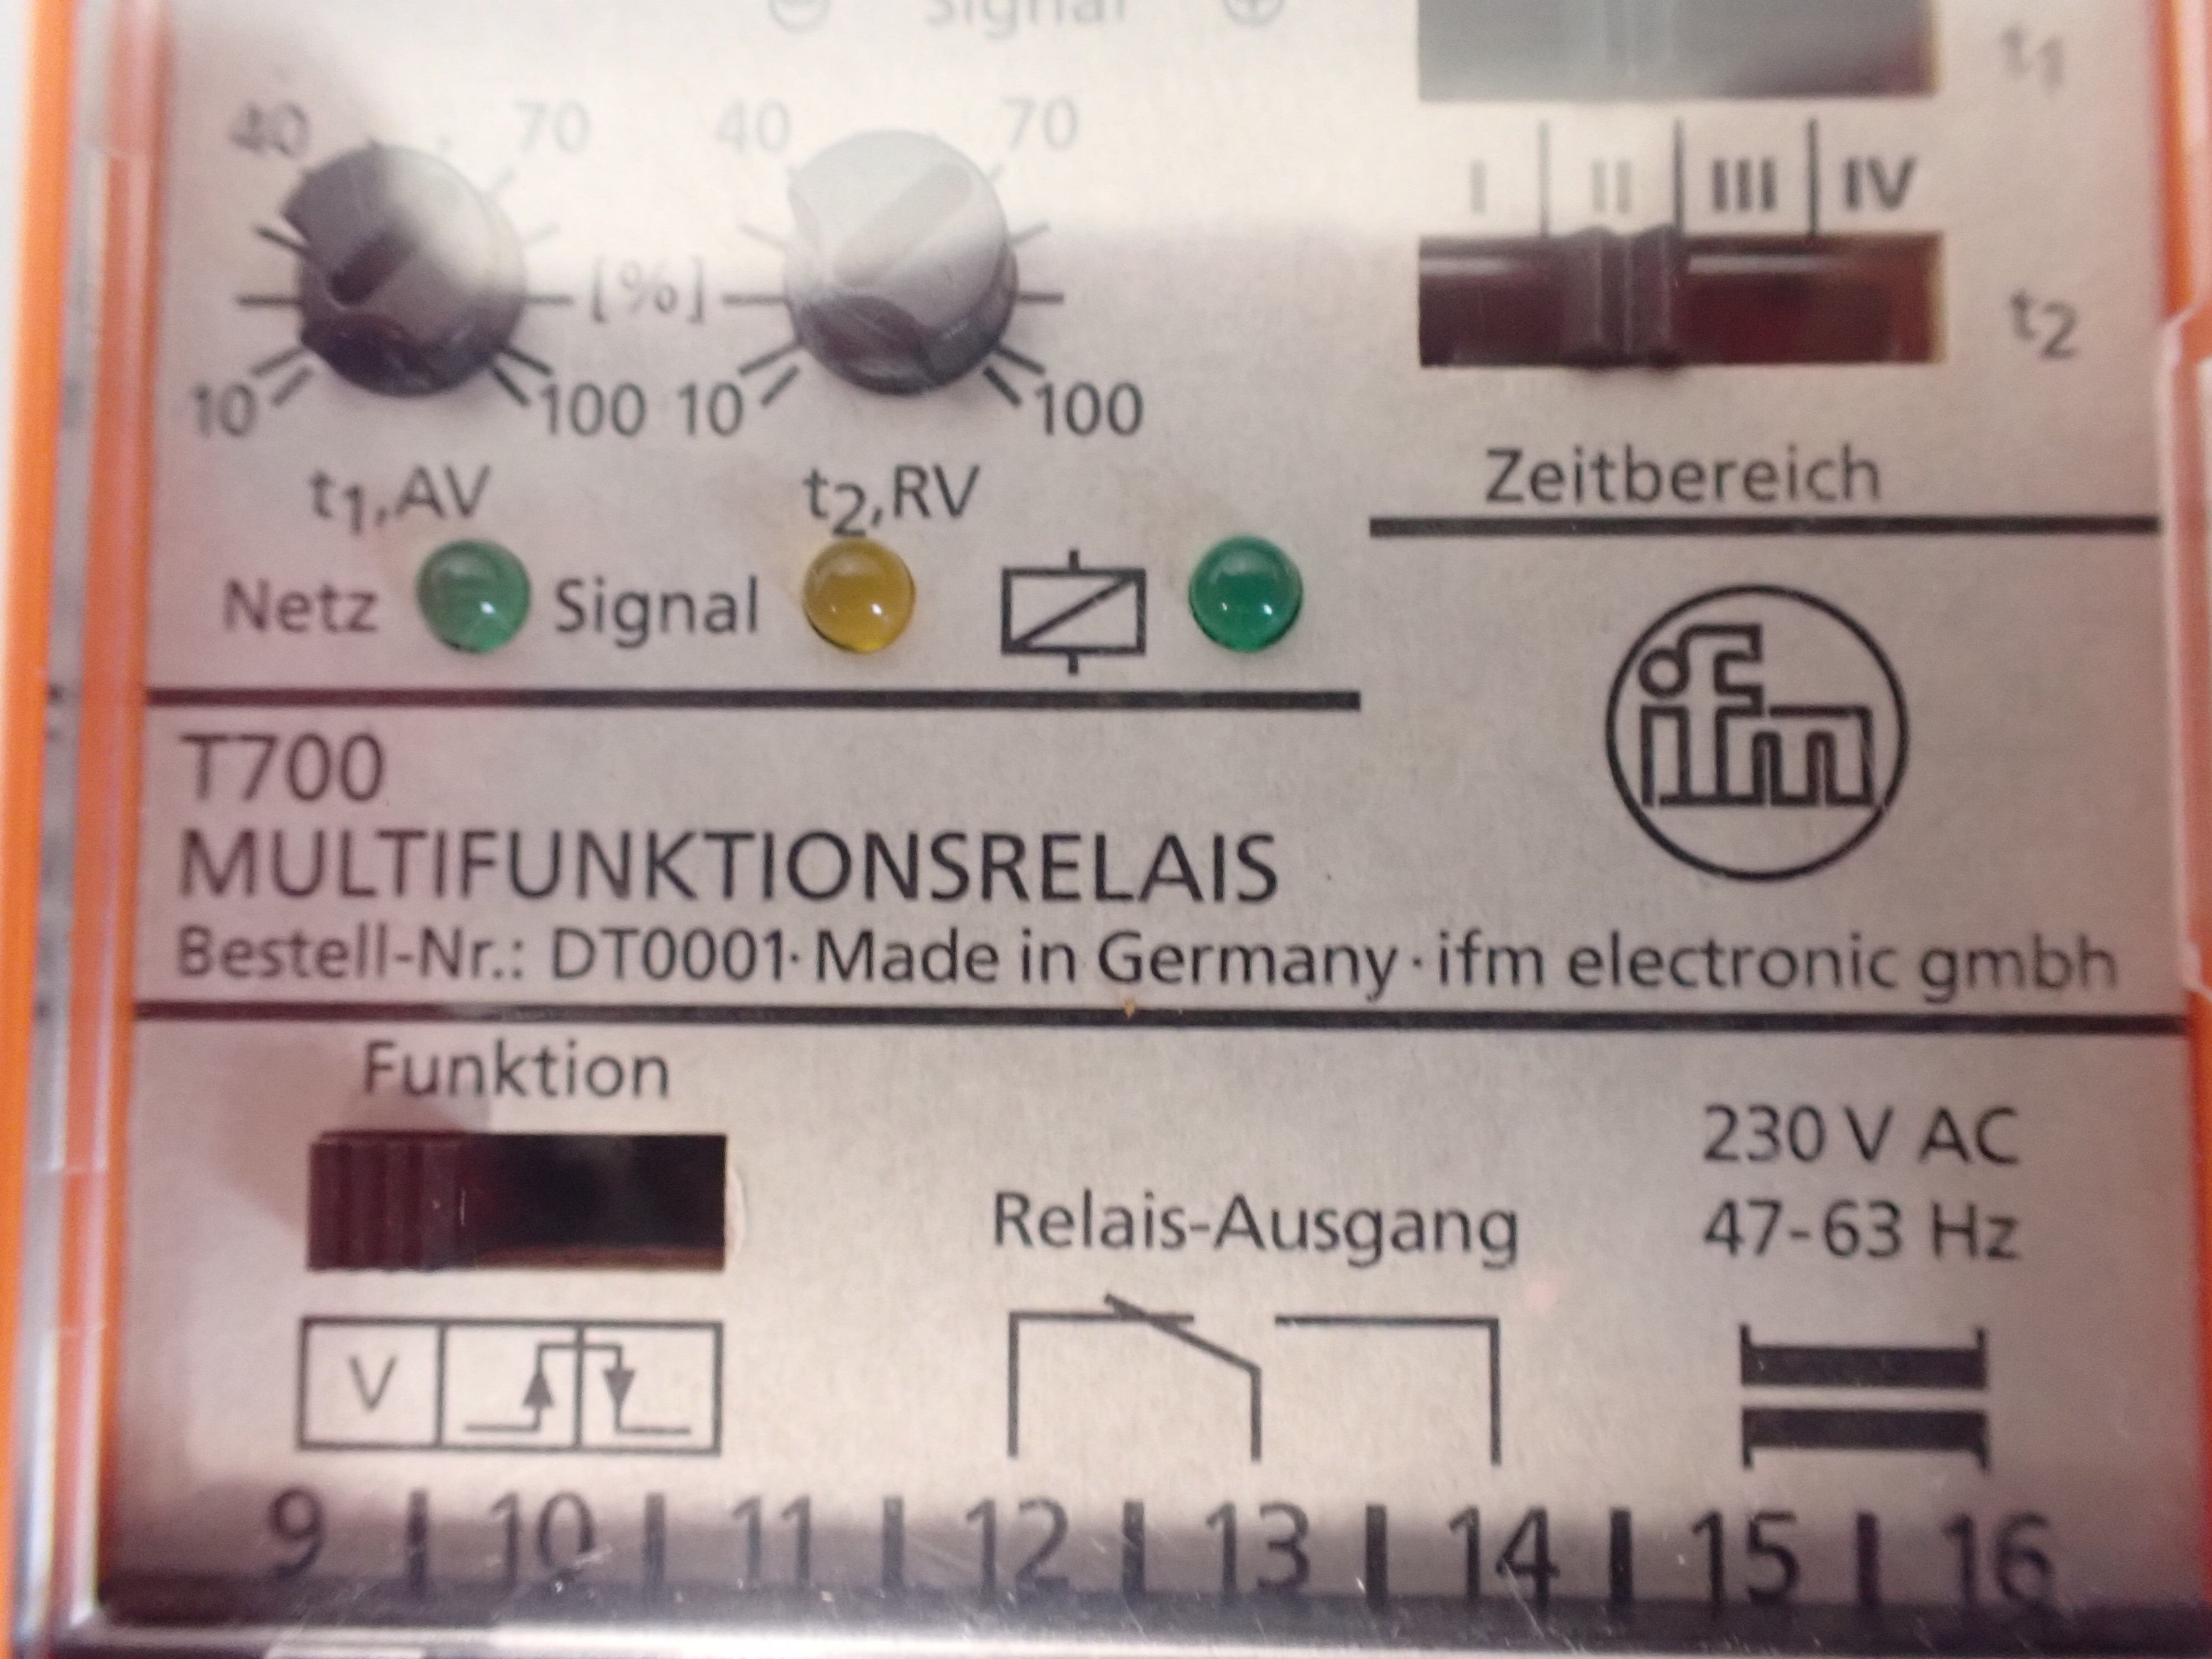 Signal
t1
40 70 40 70
I II III IV
[%]
t2
10 100 10 100
t1,AV t2,RV
Zeitbereich
Netz Signal
ifm
T700
MULTIFUNKTIONSRELAIS
Bestell-Nr.: DT0001· Made in Germany · ifm electronic gmbh
Funktion
230 V AC
Relais-Ausgang
47-63 Hz
V
9 10 11 12 13 14 15 16